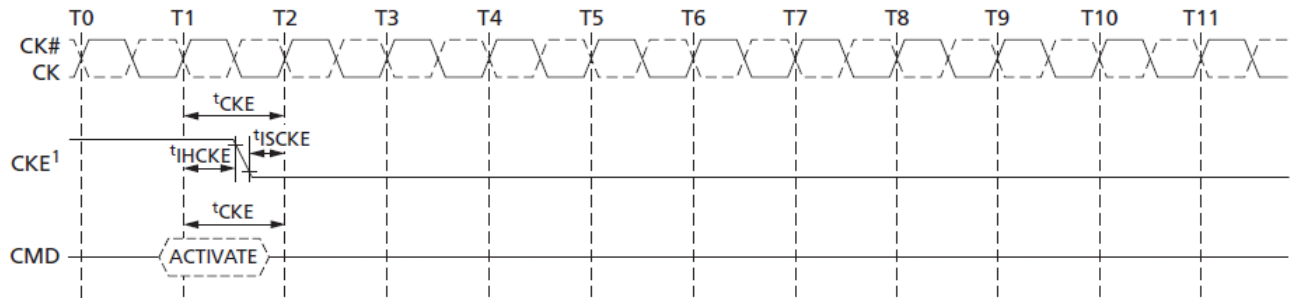 T0 T1 T2 T3 T4 T5 T6 T7 T8 T9 T10 T11
CK#
CK
tCKE
tISCKE
CKE1
tIHCKE
tCKE
CMD
ACTIVATE